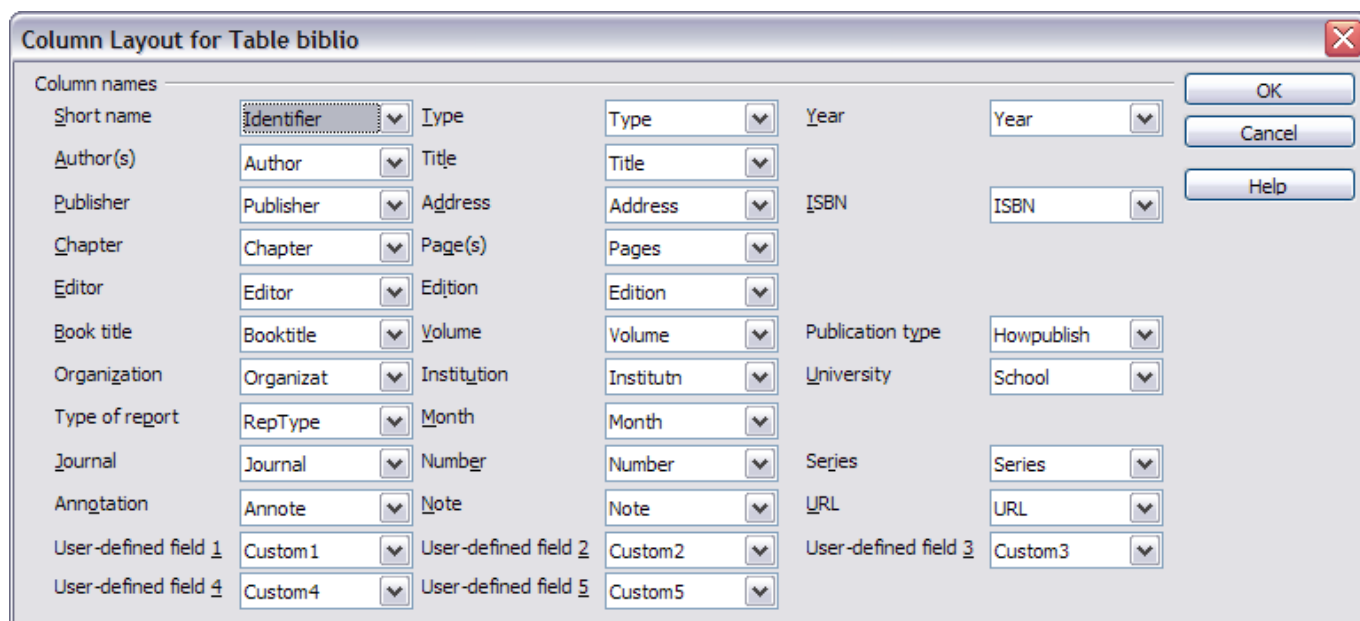 Column Layout for Table biblio
Column names
OK
Short name Identifier Type Type Year Year
Cancel
Author(s) Author Title Title
Help
Publisher Publisher Address Address ISBN ISBN
Chapter Chapter Page(s) Pages
Editor Editor Edition Edition
Book title Booktitle Volume Volume Publication type Howpublish
Organization Organizat Institution Institutn University School
Type of report RepType Month Month
Journal Journal Number Number Series Series
Annotation Annote Note Note URL URL
User-defined field 1 Custom1 User-defined field 2 Custom2 User-defined field 3 Custom3
User-defined field 4 Custom4 User-defined field 5 Custom5